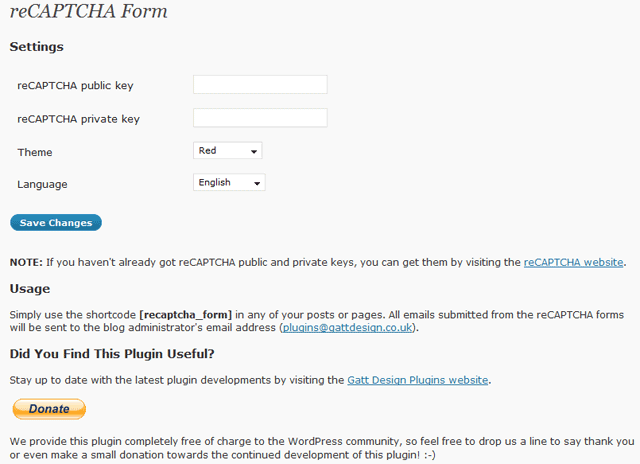 reCAPTCHA Form
Settings
reCAPTCHA public key
reCAPTCHA private key
Theme Red
Language English
Save Changes
NOTE: If you haven't already got reCAPTCHA public and private keys, you can get them by visiting the reCAPTCHA website.
Usage
Simply use the shortcode [recaptcha_form] in any of your posts or pages. All emails submitted from the reCAPTCHA forms
will be sent to the blog administrator's email address (plugins@gattdesign.co.uk).
Did You Find This Plugin Useful?
Stay up to date with the latest plugin developments by visiting the Gatt Design Plugins website.
Donate
We provide this plugin completely free of charge to the WordPress community, so feel free to drop us a line to say thank you
or even make a small donation towards the continued development of this plugin! :-)